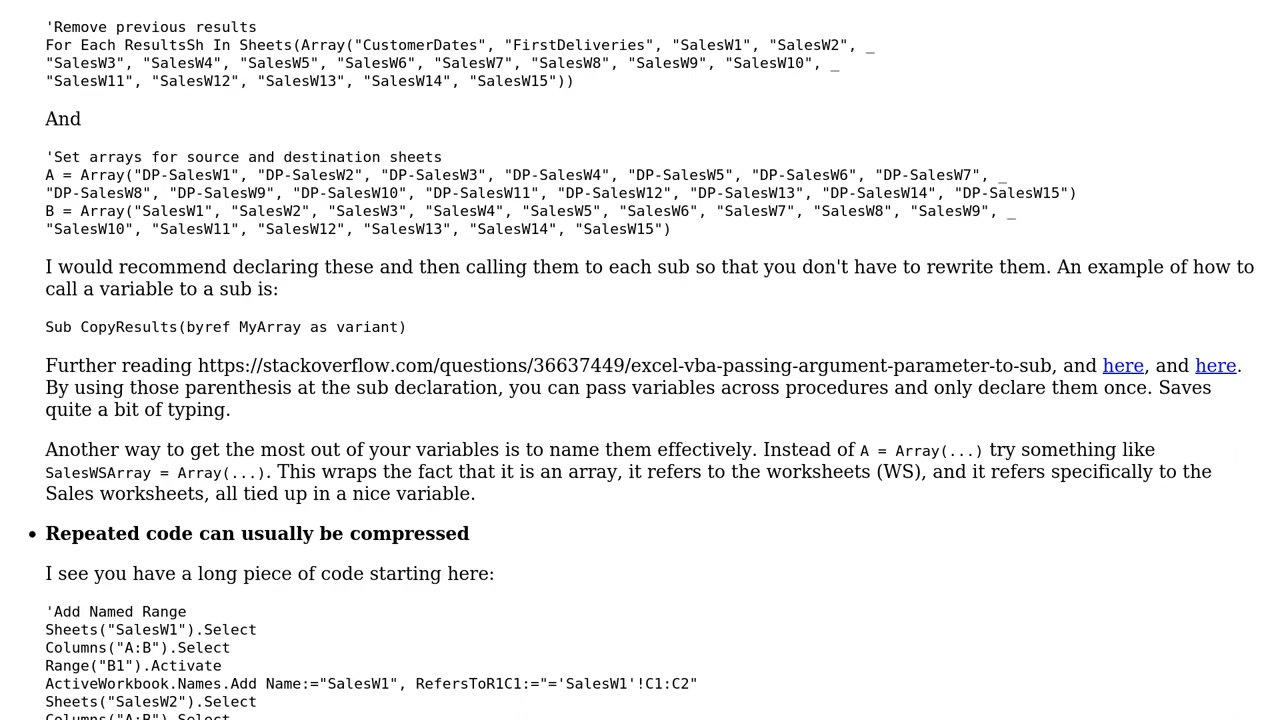 'Remove previous results
For Each ResultsSh In Sheets(Array("CustomerDates", "FirstDeliveries", "SalesW1", "SalesW2", _
"SalesW3", "SalesW4", "SalesW5", "SalesW6", "SalesW7", "SalesW8", "SalesW9", "SalesW10", _
"SalesW11", "SalesW12", "SalesW13", "SalesW14", "SalesW15"))
And
'Set arrays for source and destination sheets
A = Array("DP-SalesW1", "DP-SalesW2", "DP-SalesW3", "DP-SalesW4", "DP-SalesW5", "DP-SalesW6", "DP-SalesW7", _
"DP-SalesW8", "DP-SalesW9", "DP-SalesW10", "DP-SalesW11", "DP-SalesW12", "DP-SalesW13", "DP-SalesW14", "DP-SalesW15")
B = Array("SalesW1", "SalesW2", "SalesW3", "SalesW4", "SalesW5", "SalesW6", "SalesW7", "SalesW8", "SalesW9", _
"SalesW10", "SalesW11", "SalesW12", "SalesW13", "SalesW14", "SalesW15")
I would recommend declaring these and then calling them to each sub so that you don't have to rewrite them. An example of how to
call a variable to a sub is:
Sub CopyResults(byref MyArray as variant)
Further reading https://stackoverflow.com/questions/36637449/excel-vba-passing-argument-parameter-to-sub, and here, and here.
By using those parenthesis at the sub declaration, you can pass variables across procedures and only declare them once. Saves
quite a bit of typing.
Another way to get the most out of your variables is to name them effectively. Instead of A = Array(...) try something like
SalesWSArray = Array(...). This wraps the fact that it is an array, it refers to the worksheets (WS), and it refers specifically to the
Sales worksheets, all tied up in a nice variable.
• Repeated code can usually be compressed
I see you have a long piece of code starting here:
'Add Named Range
Sheets("SalesW1").Select
Columns("A:B").Select
Range("B1").Activate
ActiveWorkbook.Names.Add Name:="SalesW1", RefersToR1C1:="='SalesW1'!C1:C2"
Sheets("SalesW2").Select
Columns("A:B").Select